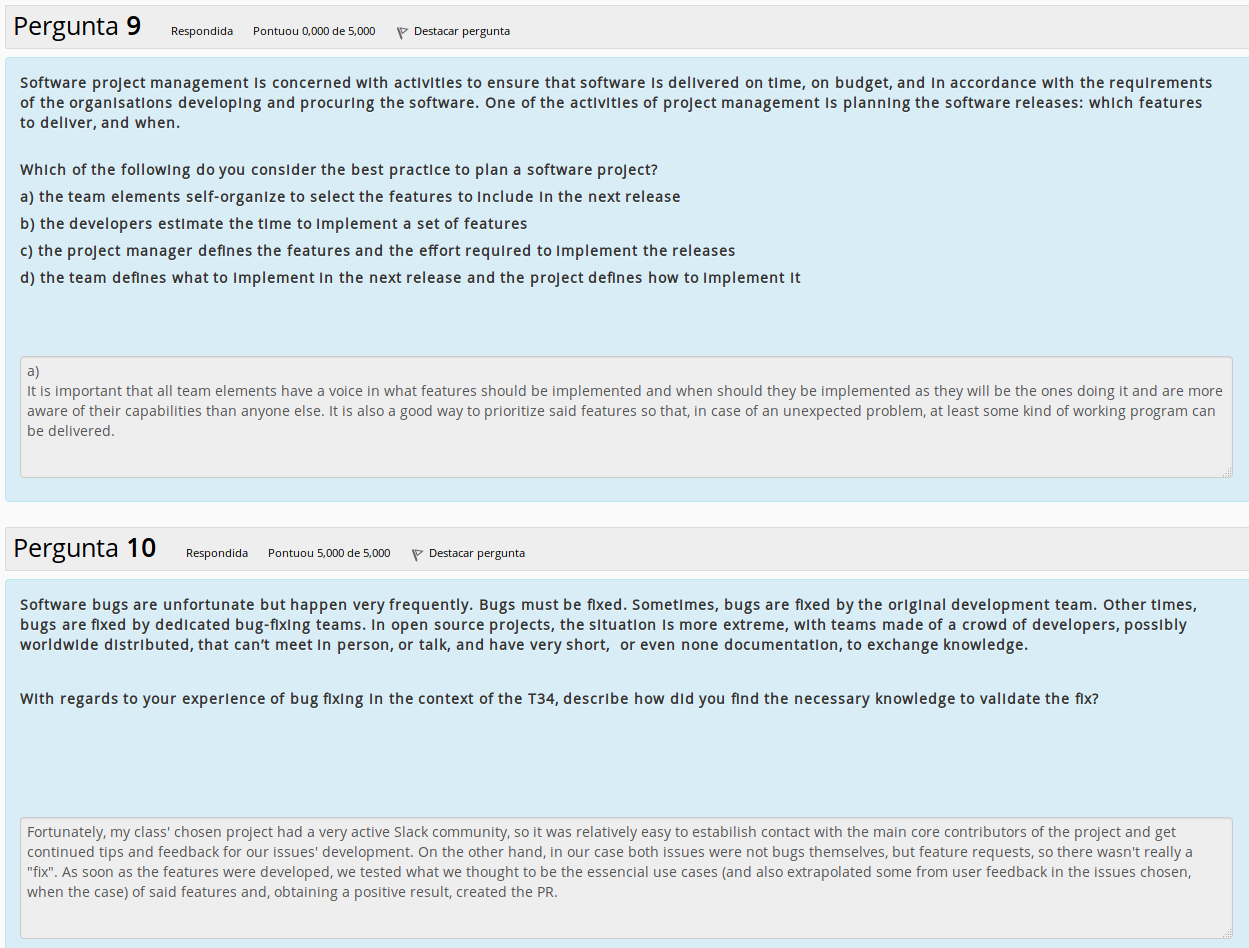 Pergunta 9 Respondida Pontuou 0,000 de 5,000 Destacar pergunta
Software project management is concerned with activities to ensure that software is delivered on time, on budget, and in accordance with the requirements
of the organisations developing and procuring the software. One of the activities of project management is planning the software releases: which features
to deliver, and when.
Which of the following do you consider the best practice to plan a software project?
a) the team elements self-organize to select the features to include in the next release
b) the developers estimate the time to implement a set of features
c) the project manager defines the features and the effort required to implement the releases
d) the team defines what to implement in the next release and the project defines how to implement it
a)
It is important that all team elements have a voice in what features should be implemented and when should they be implemented as they will be the ones doing it and are more
aware of their capabilities than anyone else. It is also a good way to prioritize said features so that, in case of an unexpected problem, at least some kind of working program can
be delivered.
Pergunta 10 Respondida Pontuou 5,000 de 5,000 Destacar pergunta
Software bugs are unfortunate but happen very frequently. Bugs must be fixed. Sometimes, bugs are fixed by the original development team. Other times,
bugs are fixed by dedicated bug-fixing teams. In open source projects, the situation is more extreme, with teams made of a crowd of developers, possibly
worldwide distributed, that can't meet in person, or talk, and have very short,  or even none documentation, to exchange knowledge.
With regards to your experience of bug fixing in the context of the T34, describe how did you find the necessary knowledge to validate the fix?
Fortunately, my class' chosen project had a very active Slack community, so it was relatively easy to estabilish contact with the main core contributors of the project and get
continued tips and feedback for our issues' development. On the other hand, in our case both issues were not bugs themselves, but feature requests, so there wasn't really a
"fix". As soon as the features were developed, we tested what we thought to be the essencial use cases (and also extrapolated some from user feedback in the issues chosen,
when the case) of said features and, obtaining a positive result, created the PR.